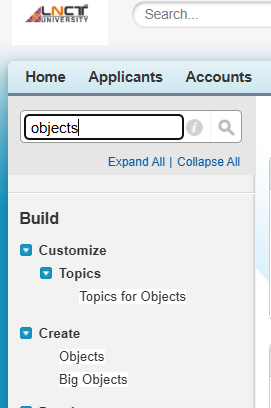 LNCT
UNIVERSITY
Search...
Home Applicants Accounts
objects
Expand All | Collapse All
Build
Customize
Topics
Topics for Objects
Create
Objects
Big Objects